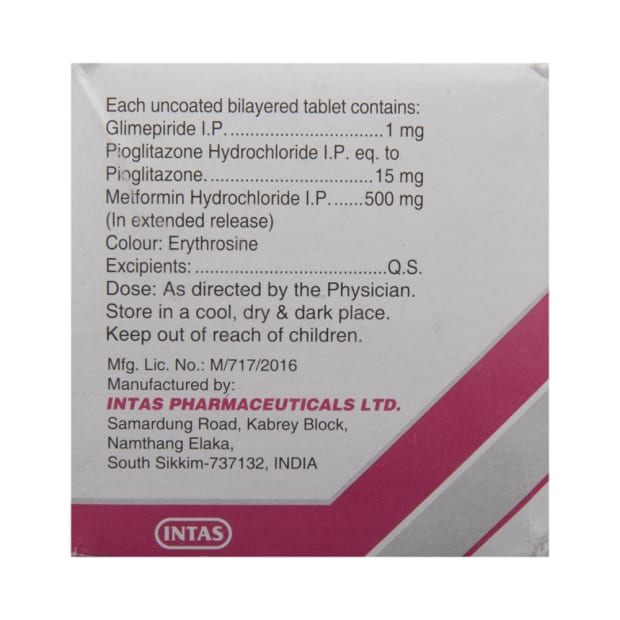 Each uncoated bilayered tablet contains:
Glimepiride I.P. ............................1 mg
Pioglitazone Hydrochloride I.P. eq. to
Pioglitazone. ..............................15 mg
Metformin Hydrochloride I.P. ......500 mg
(In extended release)
Colour: Erythrosine
Excipients: ...................................Q.S.
Dose: As directed by the Physician.
Store in a cool, dry & dark place.
Keep out of reach of children.
Mfg. Lic. No.: M/717/2016
Manufactured by:
INTAS PHARMACEUTICALS LTD.
Samardung Road, Kabrey Block,
Namthang Elaka,
South Sikkim-737132, INDIA
INTAS